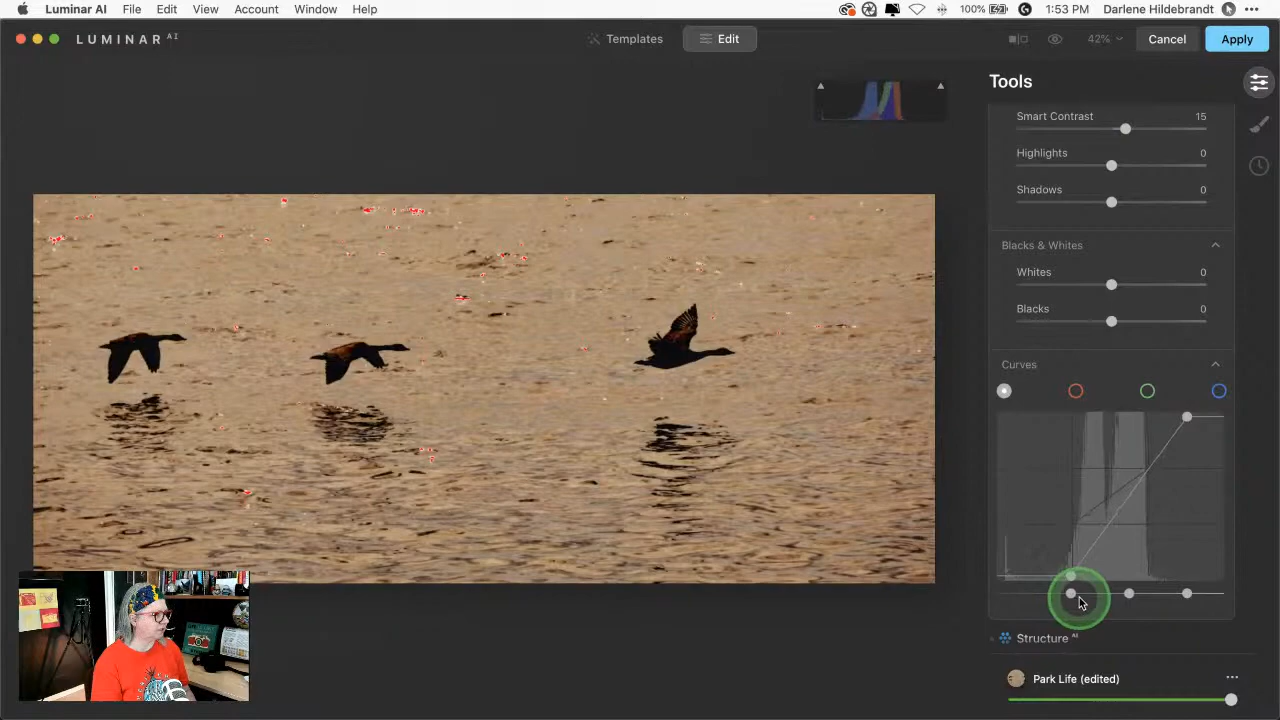 Luminar AI File Edit View Account Window Help 100% 1:53 PM Darlene Hildebrandt
LUMINAR AI Templates Edit 42% Cancel Apply
Tools
Smart Contrast 15
Highlights 0
Shadows 0
Blacks & Whites
Whites 0
Blacks 0
Curves
Structure AI
Park Life (edited)